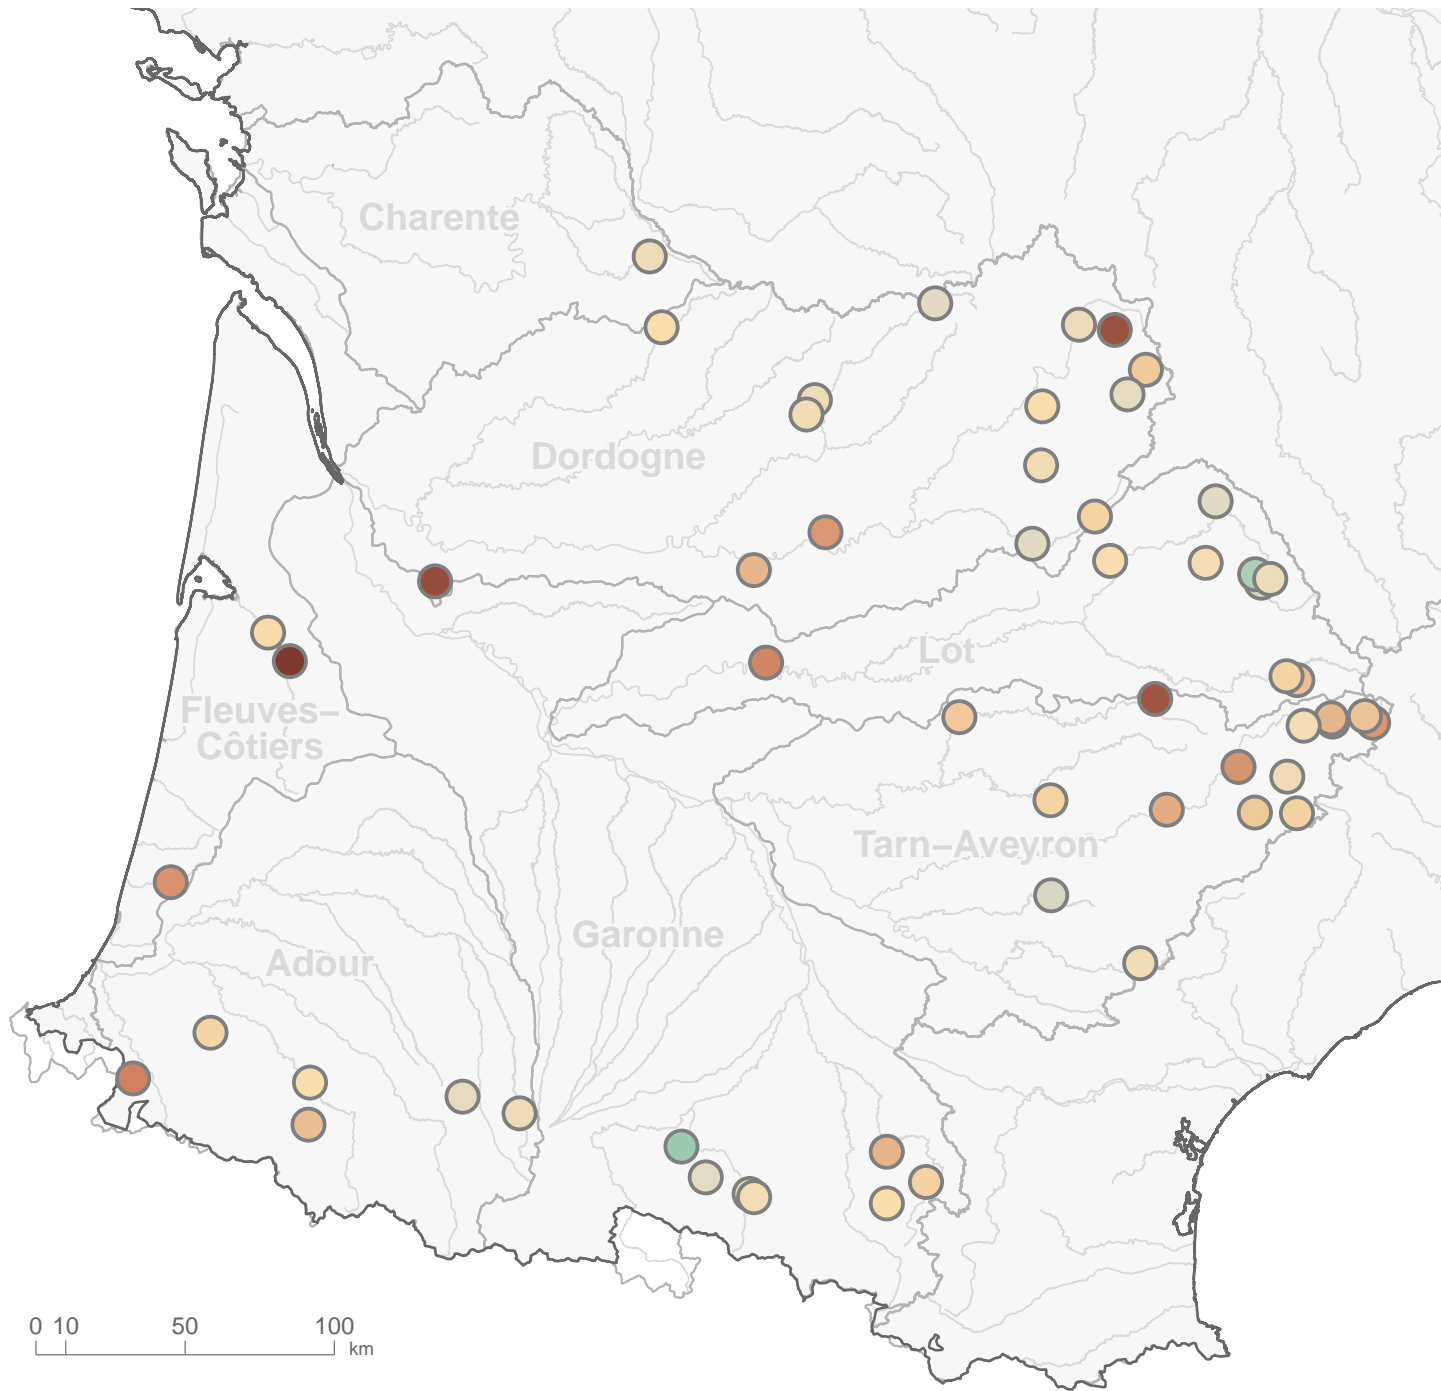 Charente
Dordogne
Lot
Fleuves–
Côtiers
Tarn–Aveyron
Garonne
Adour
0 10 50 100
km